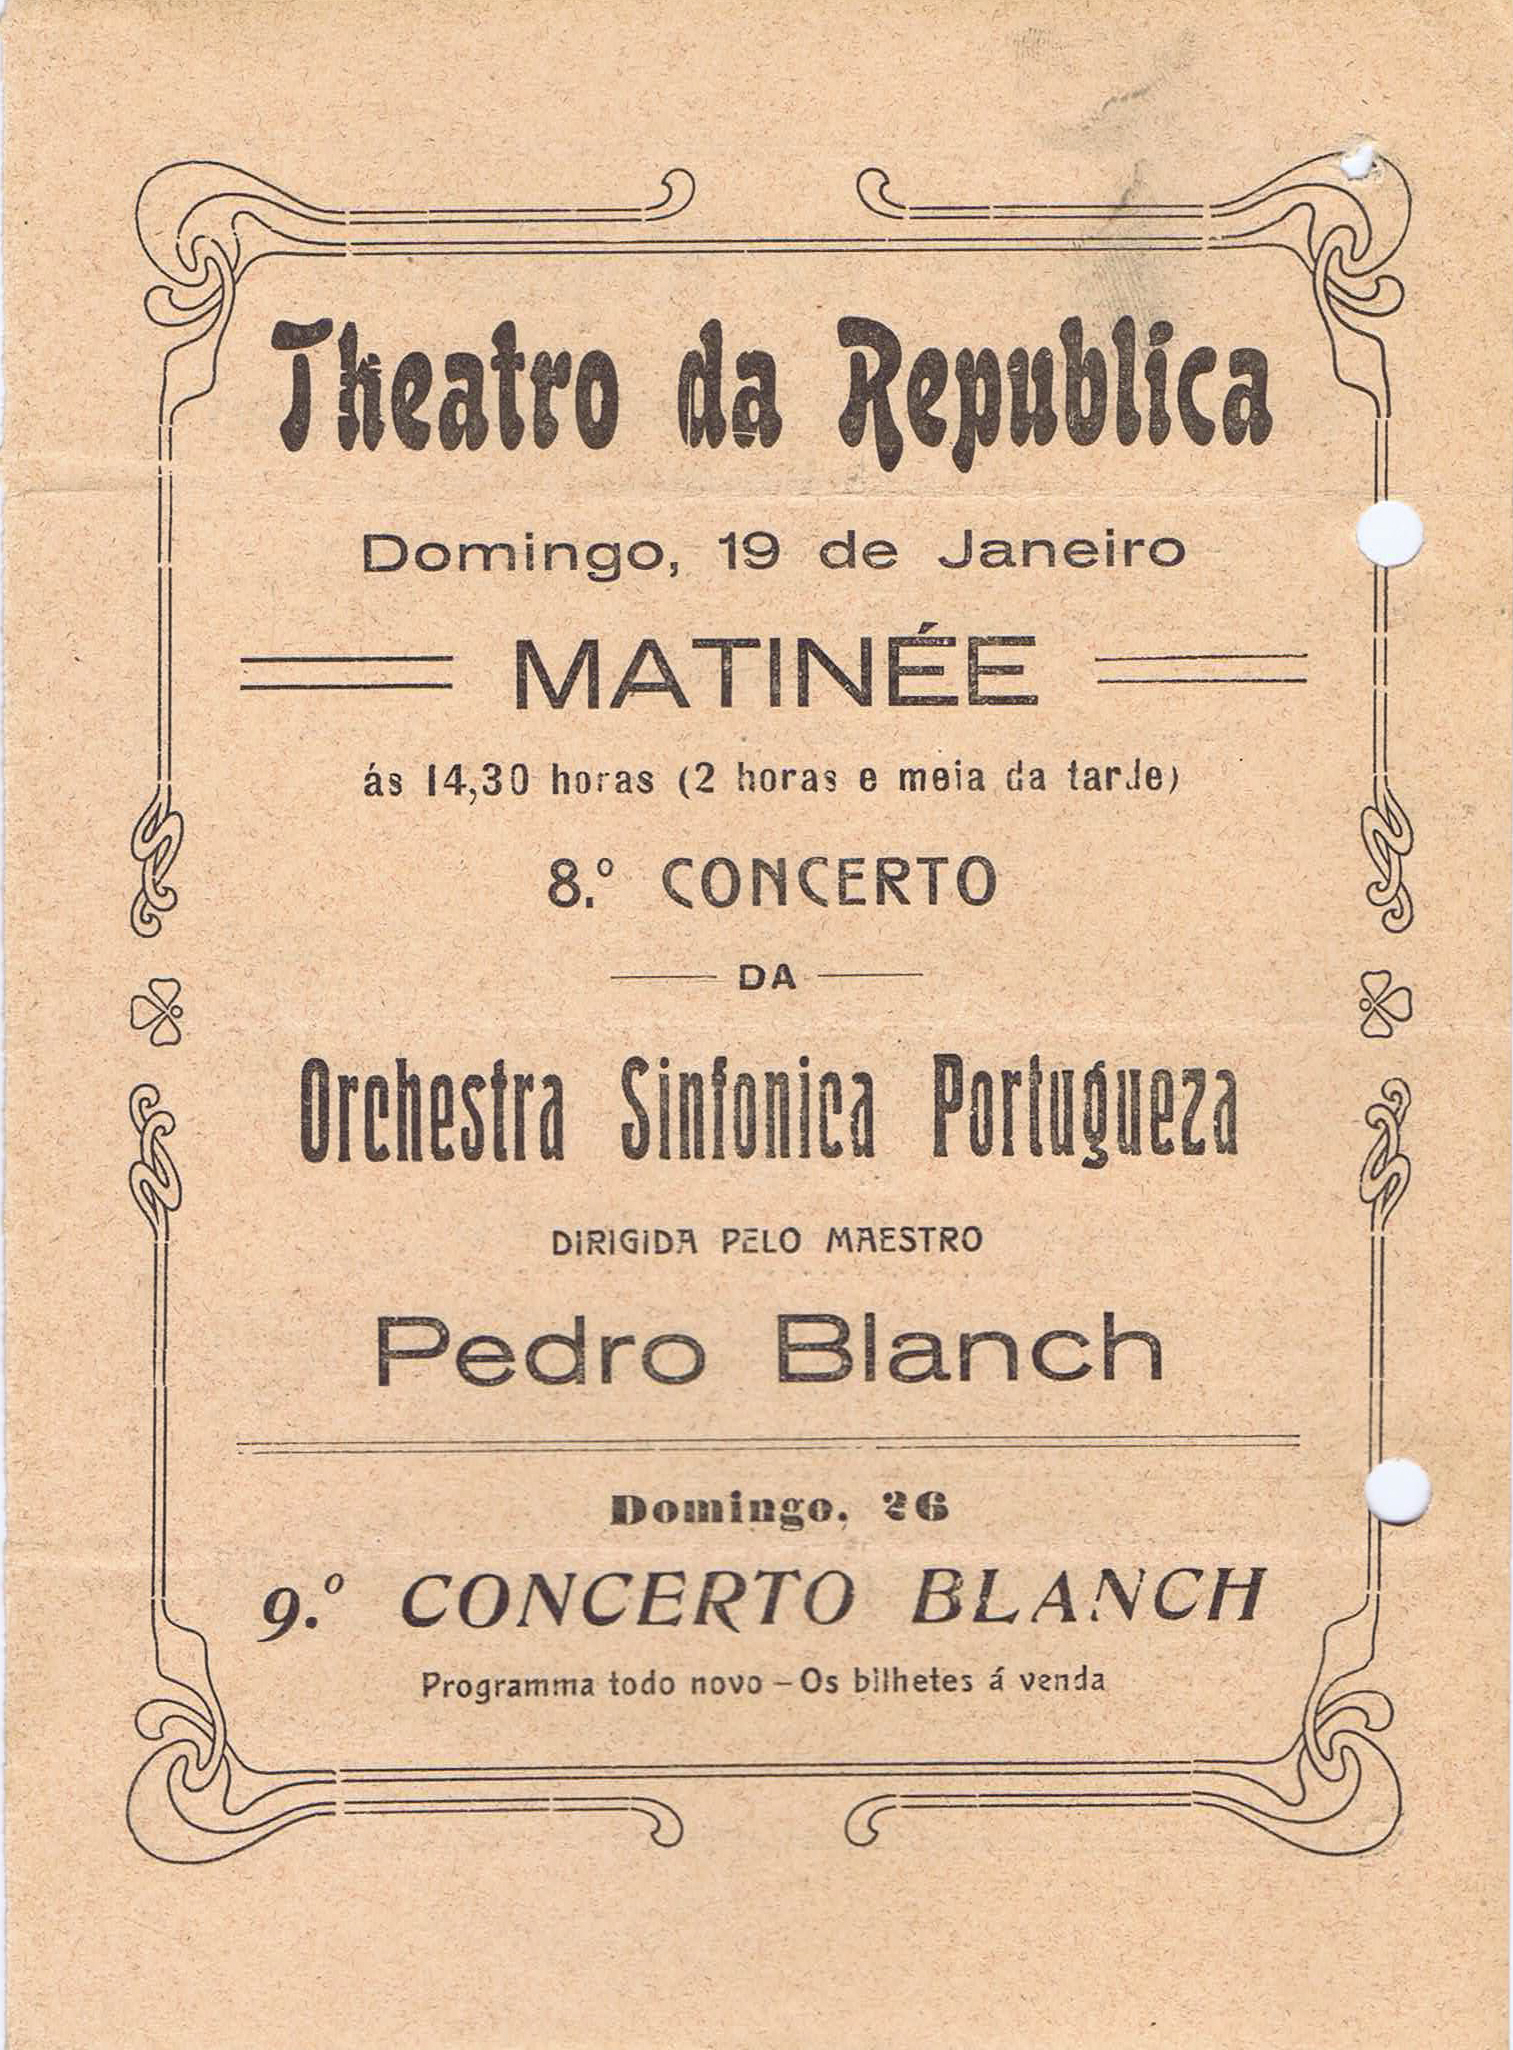 Theatro da Republica
Domingo, 19 de Janeiro
MATINÉE
ás 14,30 horas (2 horas e meia da tarde)
8.º CONCERTO
DA
Orchestra Sinfonica Portugueza
DIRIGIDA PELO MAESTRO
Pedro Blanch
Domingo, 26
9.º CONCERTO BLANCH
Programma todo novo – Os bilhetes á venda